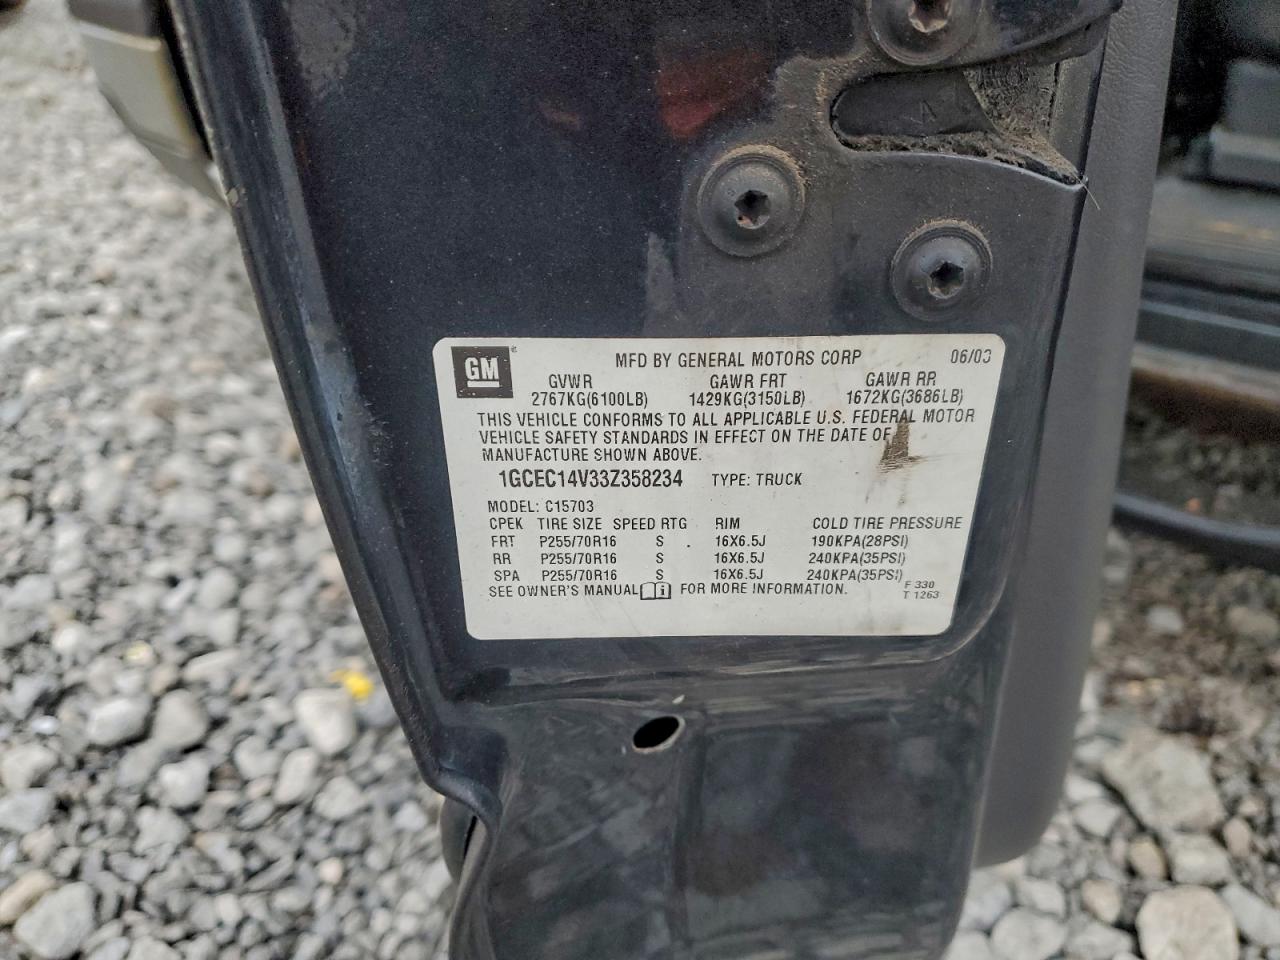 GM MFD BY GENERAL MOTORS CORP 06/03
GVWR GAWR FRT GAWR RR
2767KG(6100LB) 1429KG(3150LB) 1672KG(3686LB)
THIS VEHICLE CONFORMS TO ALL APPLICABLE U.S. FEDERAL MOTOR
VEHICLE SAFETY STANDARDS IN EFFECT ON THE DATE OF
MANUFACTURE SHOWN ABOVE.
1GCEC14V33Z358234 TYPE: TRUCK
MODEL: C15703
CPEK TIRE SIZE SPEED RTG RIM COLD TIRE PRESSURE
FRT P255/70R16 S 16X6.5J 190KPA(28PSI)
RR P255/70R16 S 16X6.5J 240KPA(35PSI)
SPA P255/70R16 S 16X6.5J 240KPA(35PSI)
SEE OWNER'S MANUAL FOR MORE INFORMATION.
F 330
T 1263